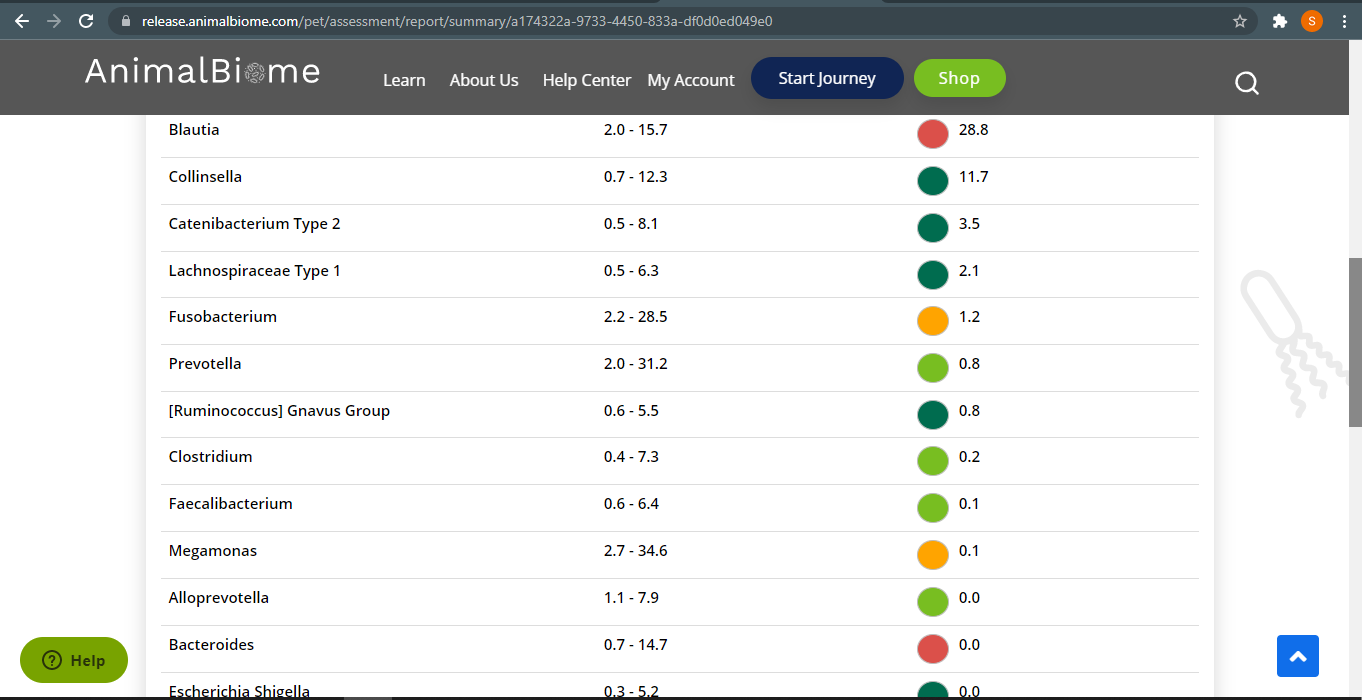 release.animalbiome.com/pet/assessment/report/summary/a174322a-9733-4450-833a-df0d0ed049e0
S
AnimalBiome
Learn About Us Help Center My Account Start Journey Shop
Blautia 2.0 - 15.7 28.8
Collinsella 0.7 - 12.3 11.7
Catenibacterium Type 2 0.5 - 8.1 3.5
Lachnospiraceae Type 1 0.5 - 6.3 2.1
Fusobacterium 2.2 - 28.5 1.2
Prevotella 2.0 - 31.2 0.8
[Ruminococcus] Gnavus Group 0.6 - 5.5 0.8
Clostridium 0.4 - 7.3 0.2
Faecalibacterium 0.6 - 6.4 0.1
Megamonas 2.7 - 34.6 0.1
Alloprevotella 1.1 - 7.9 0.0
Bacteroides 0.7 - 14.7 0.0
Escherichia Shigella 0.3 - 5.2 0.0
? Help